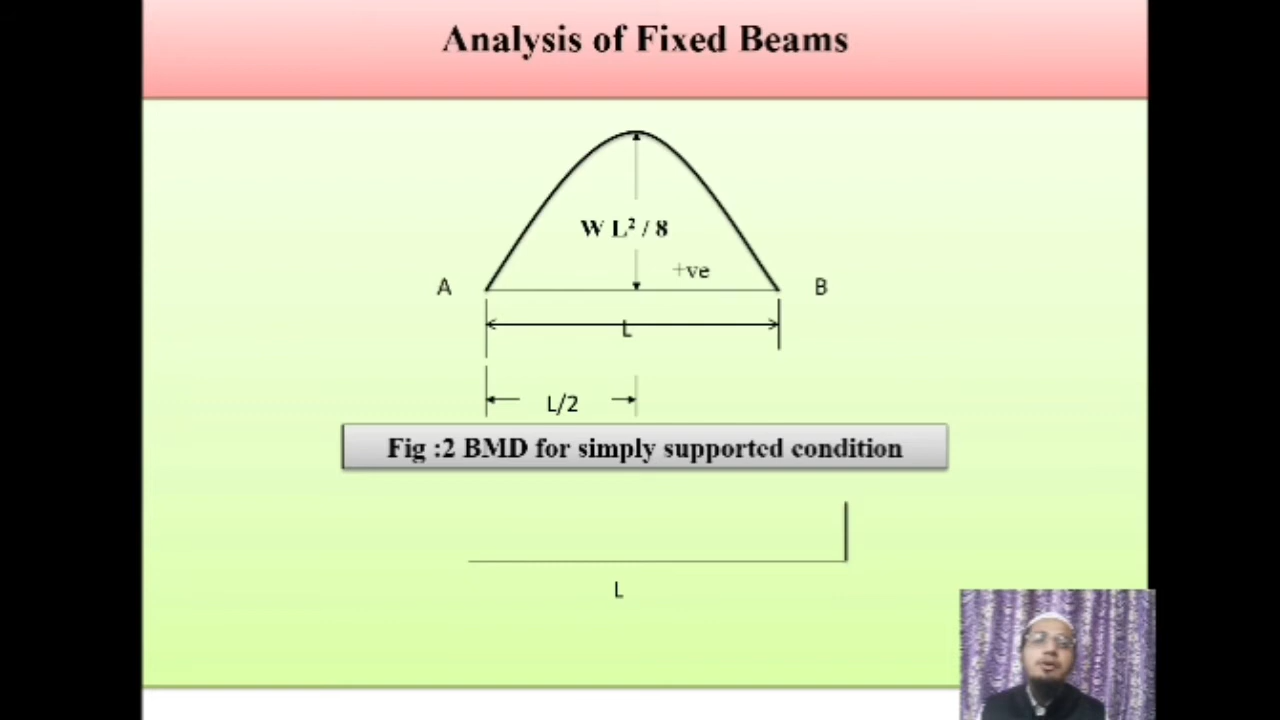 Analysis of Fixed Beams
W L² / 8
+ve
A
B
L
L/2
Fig :2 BMD for simply supported condition
L